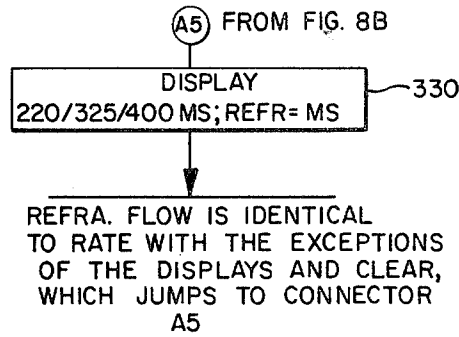 A5 FROM FIG. 8B
DISPLAY
220/325/400 MS; REFR= MS
330
REFRA. FLOW IS IDENTICAL
TO RATE WITH THE EXCEPTIONS
OF THE DISPLAYS AND CLEAR,
WHICH JUMPS TO CONNECTOR
A5